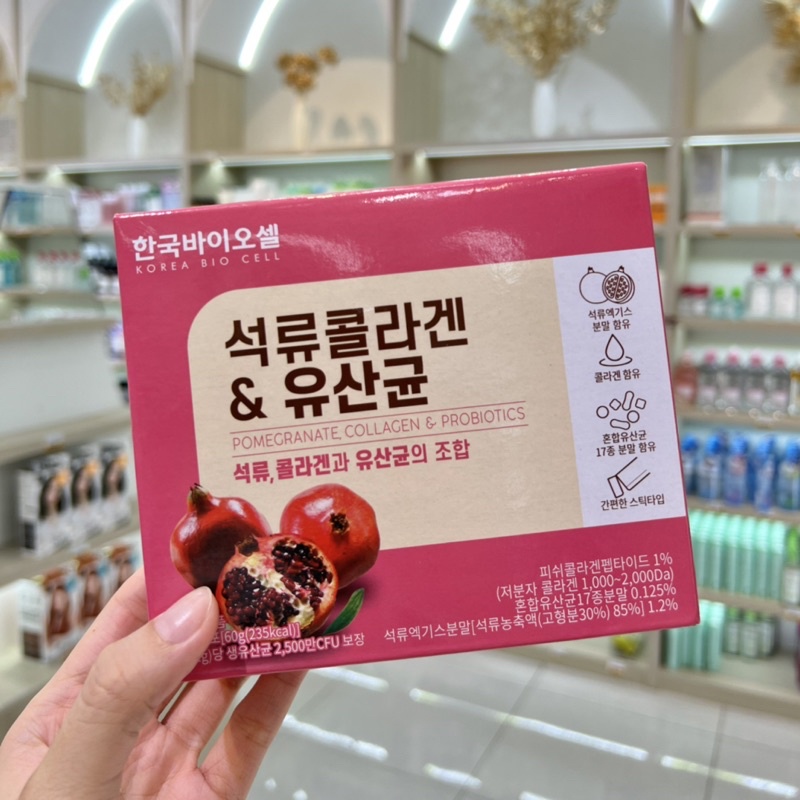 한국바이오셀
KOREA BIO CELL
석류콜라겐
& 유산균
POMEGRANATE, COLLAGEN & PROBIOTICS
석류, 콜라겐과 유산균의 조합
석류엑기스
분말 함유
콜라겐 함유
혼합유산균
17종 분말 함유
간편한 스틱타입
피쉬콜라겐펩타이드 1%
(저분자 콜라겐 1,000~2,000Da)
혼합유산균17종분말 0.125%
석류엑기스분말[석류농축액(고형분30%) 85%] 1.2%
[60g(235kcal)]
당 생유산균 2,500만CFU 보장